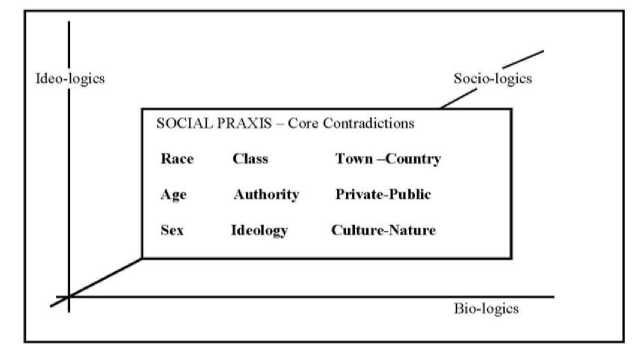 Ideo-logics
Socio-logics
SOCIAL PRAXIS – Core Contradictions
Race Class Town –Country
Age Authority Private-Public
Sex Ideology Culture-Nature
Bio-logics